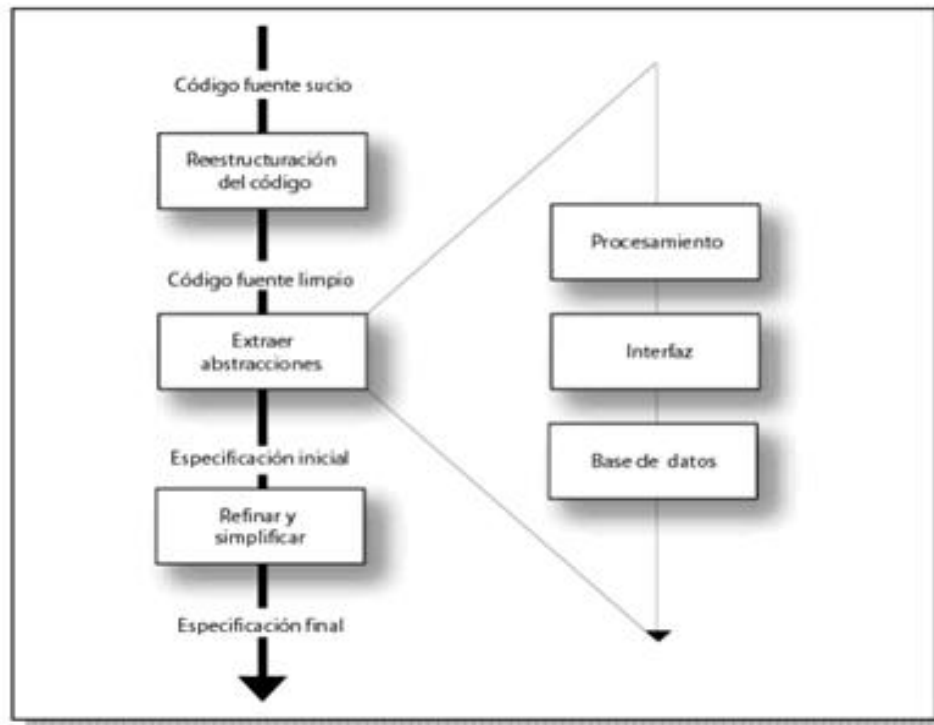 Código fuente sucio
Reestructuración
del código
Código fuente limpio
Extraer
abstracciones
Especificación inicial
Refinar y
simplificar
Especificación final
Procesamiento
Interfaz
Base de datos